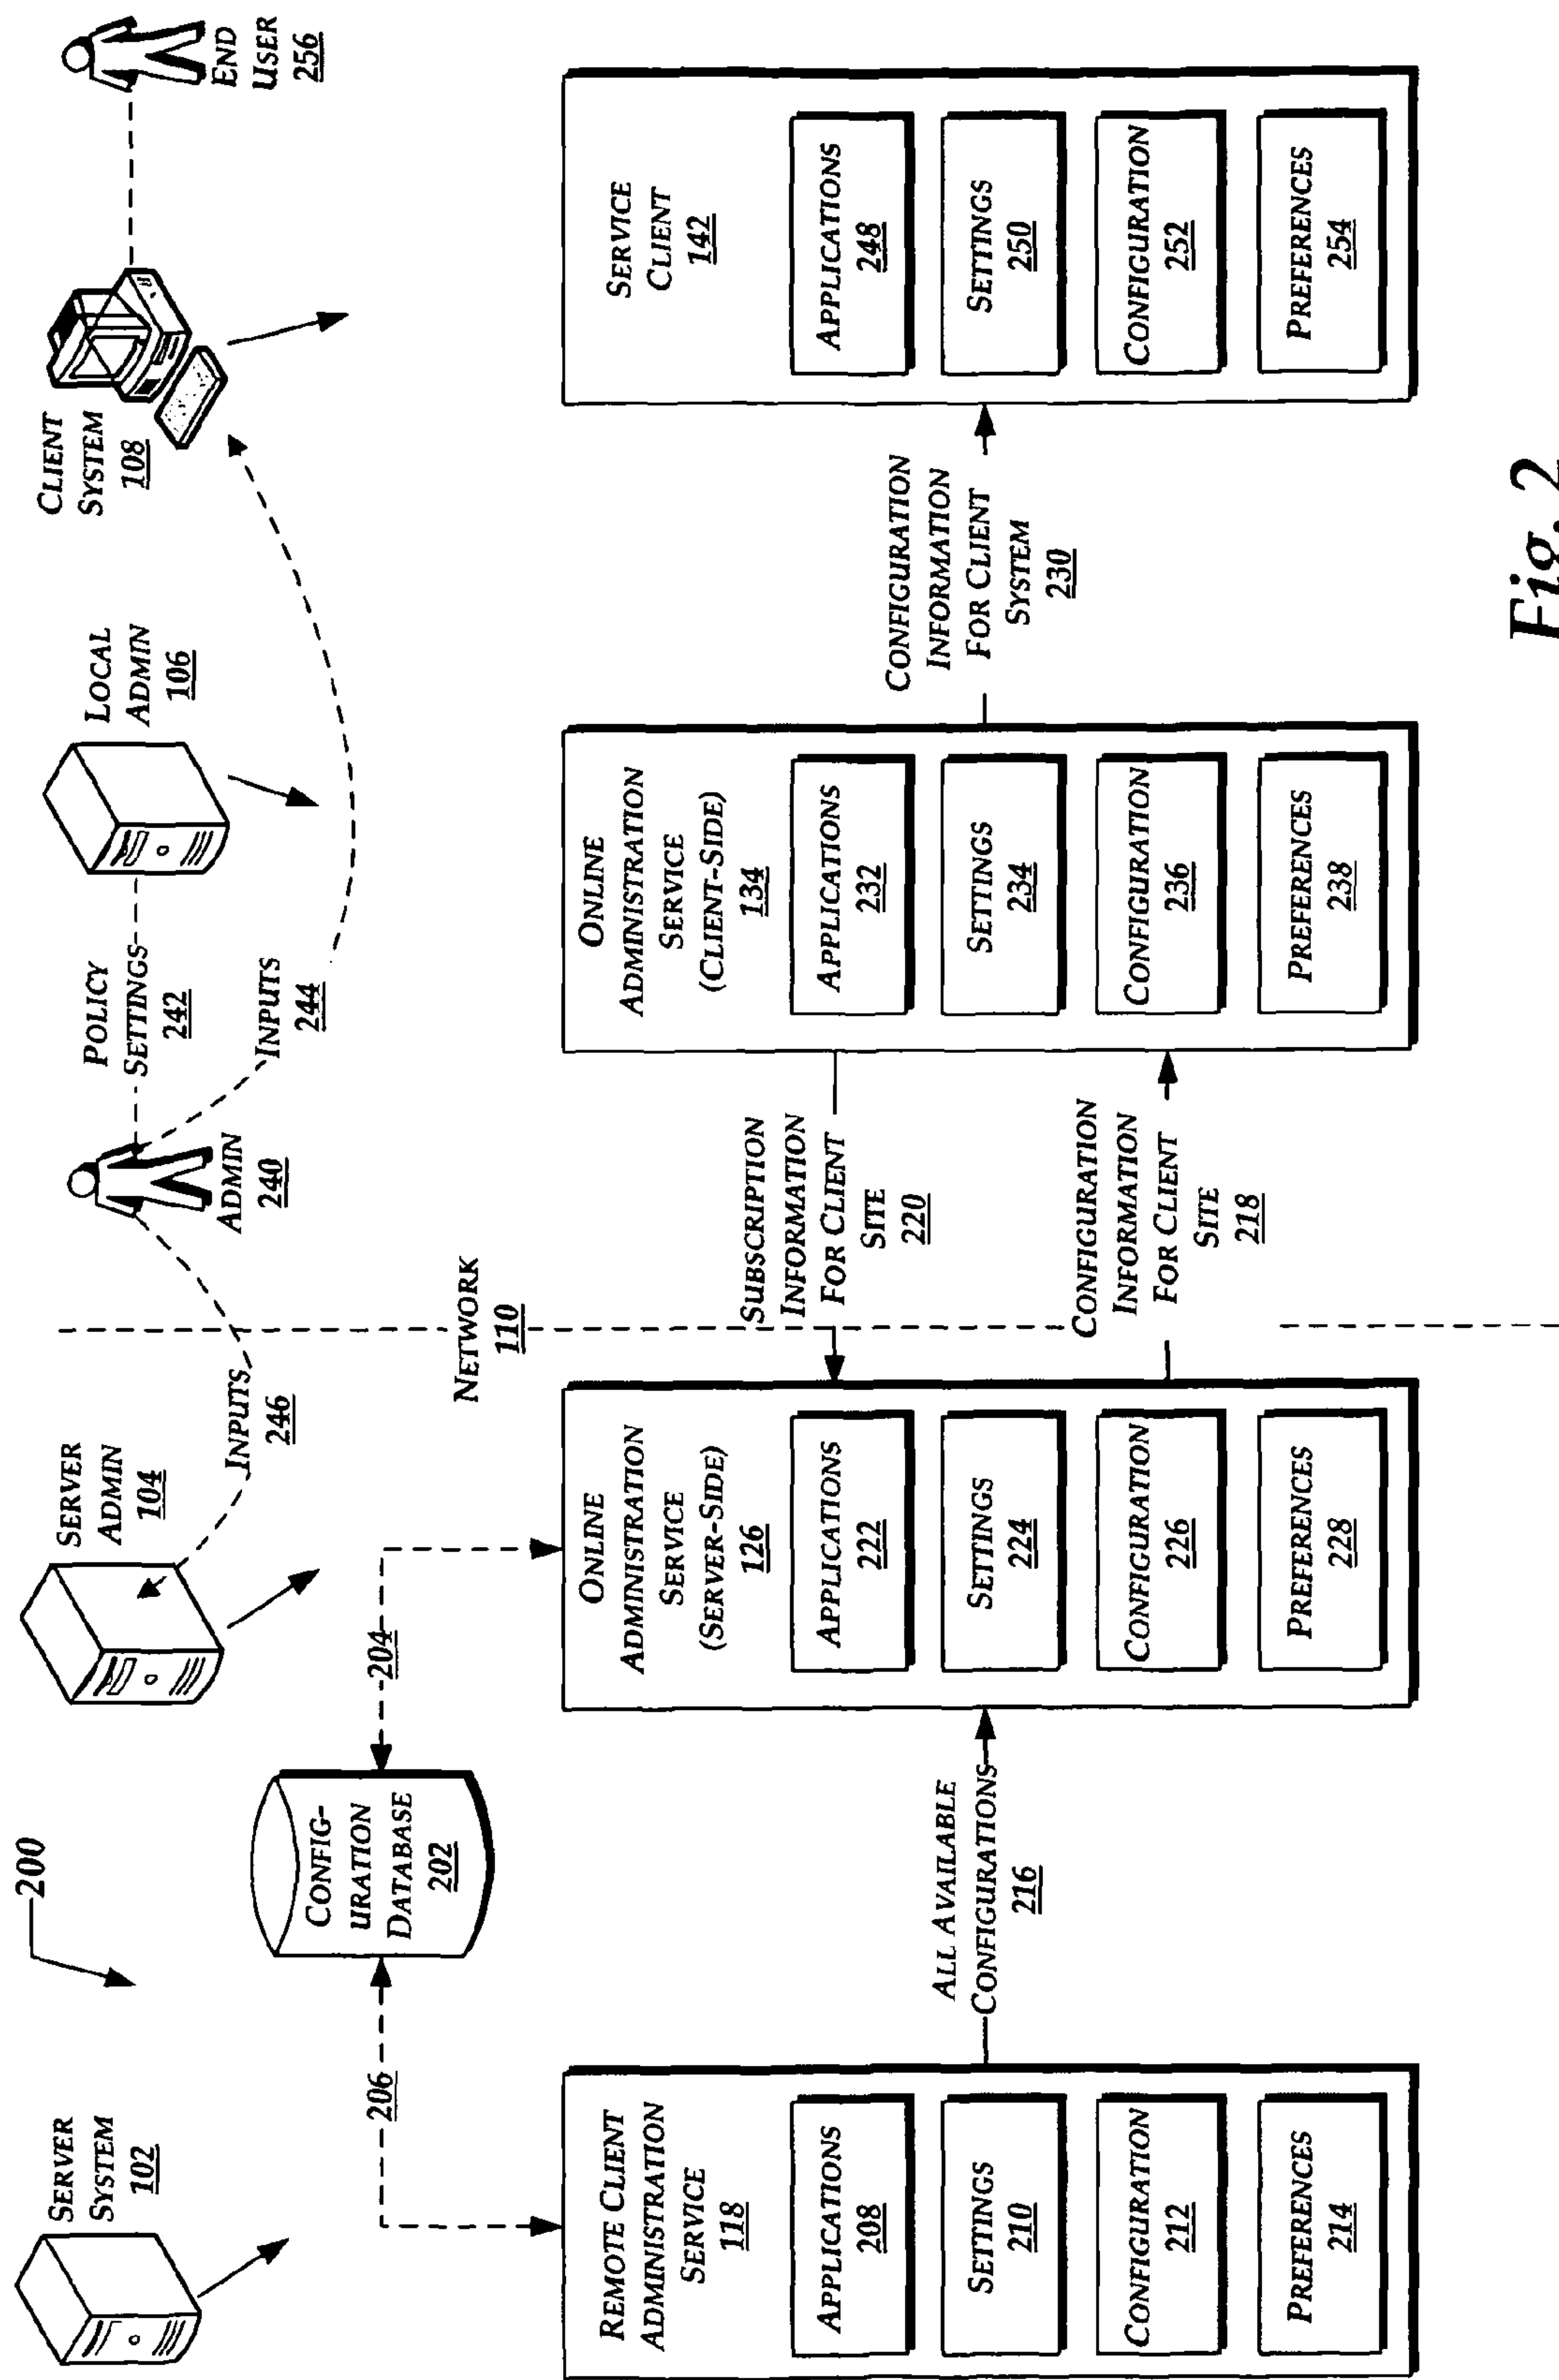 200
SERVER
SYSTEM
102
SERVER
ADMIN
104
ADMIN
240
POLICY
SETTINGS
242
LOCAL
ADMIN
106
CLIENT
SYSTEM
108
END
USER
256
INPUTS
246
INPUTS
244
206
CONFIG-
URATION
DATABASE
202
204
NETWORK
110
REMOTE CLIENT
ADMINISTRATION
SERVICE
118
APPLICATIONS
208
SETTINGS
210
CONFIGURATION
212
PREFERENCES
214
ALL AVAILABLE
CONFIGURATIONS
216
ONLINE
ADMINISTRATION
SERVICE
(SERVER-SIDE)
126
APPLICATIONS
222
SETTINGS
224
CONFIGURATION
226
PREFERENCES
228
SUBSCRIPTION
INFORMATION
FOR CLIENT
SITE
220
CONFIGURATION
INFORMATION
FOR CLIENT
SITE
218
ONLINE
ADMINISTRATION
SERVICE
(CLIENT-SIDE)
134
APPLICATIONS
232
SETTINGS
234
CONFIGURATION
236
PREFERENCES
238
CONFIGURATION
INFORMATION
FOR CLIENT
SYSTEM
230
SERVICE
CLIENT
142
APPLICATIONS
248
SETTINGS
250
CONFIGURATION
252
PREFERENCES
254
Fig. 2